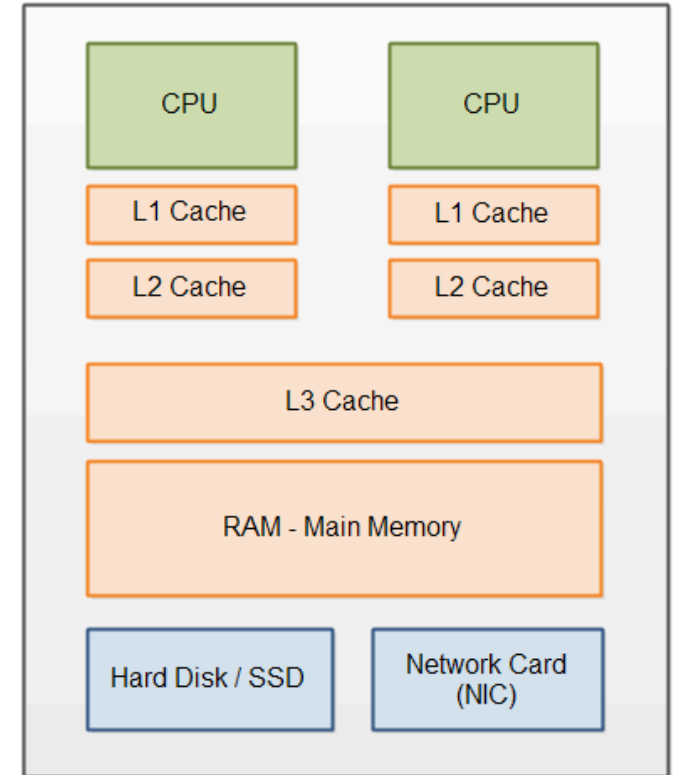 CPU
CPU
L1 Cache
L1 Cache
L2 Cache
L2 Cache
L3 Cache
RAM - Main Memory
Hard Disk / SSD
Network Card
(NIC)